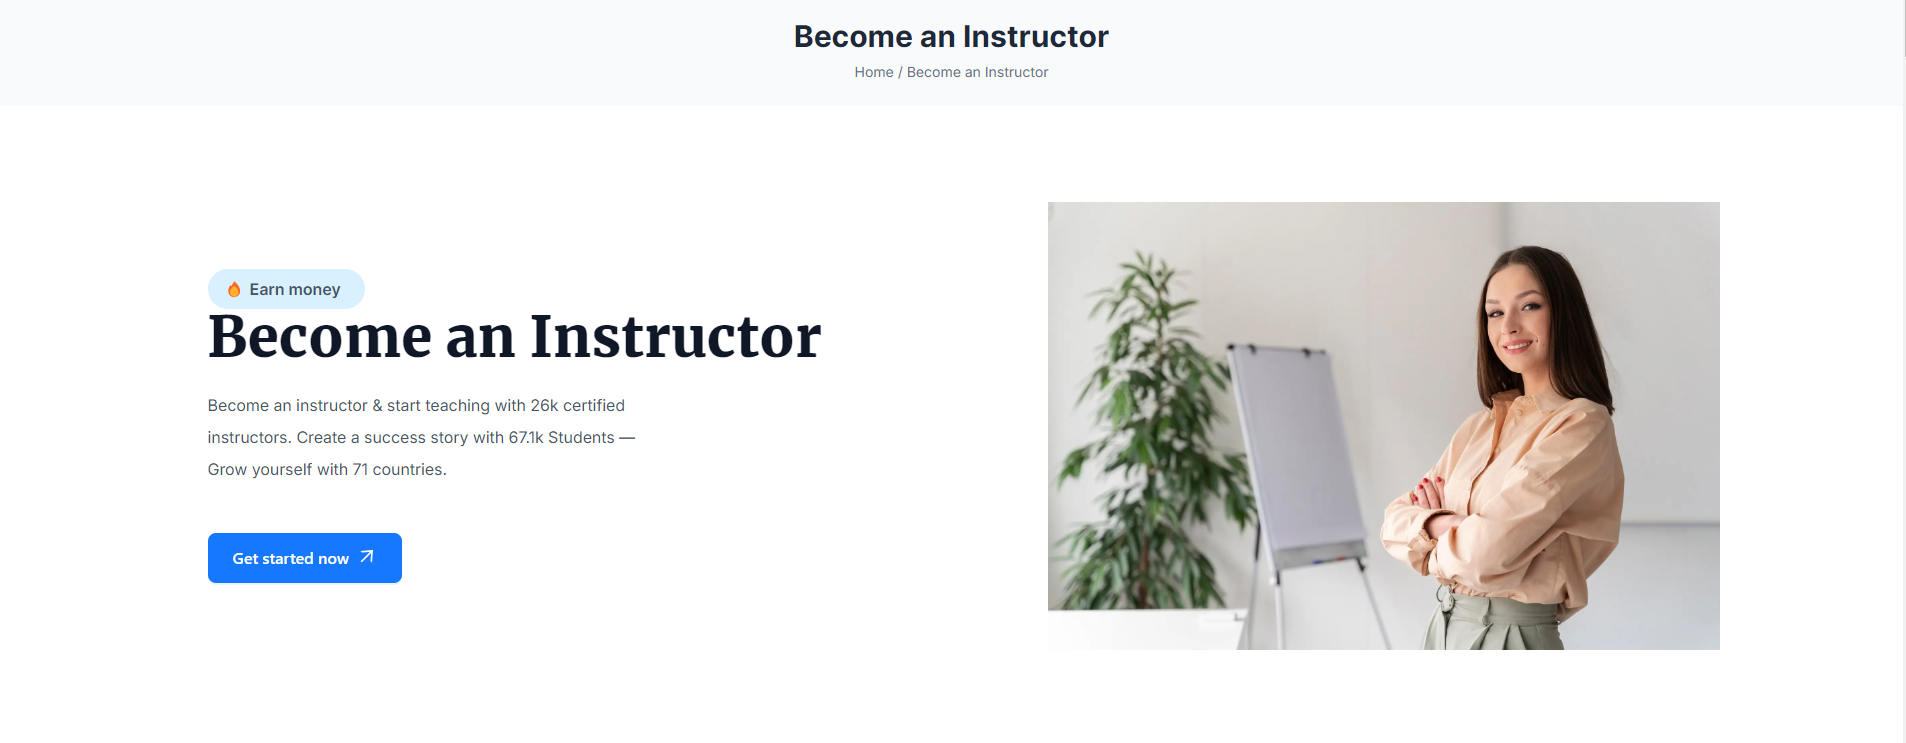 Become an Instructor
Home / Become an Instructor
Earn money
Become an Instructor
Become an instructor & start teaching with 26k certified
instructors. Create a success story with 67.1k Students —
Grow yourself with 71 countries.
Get started now